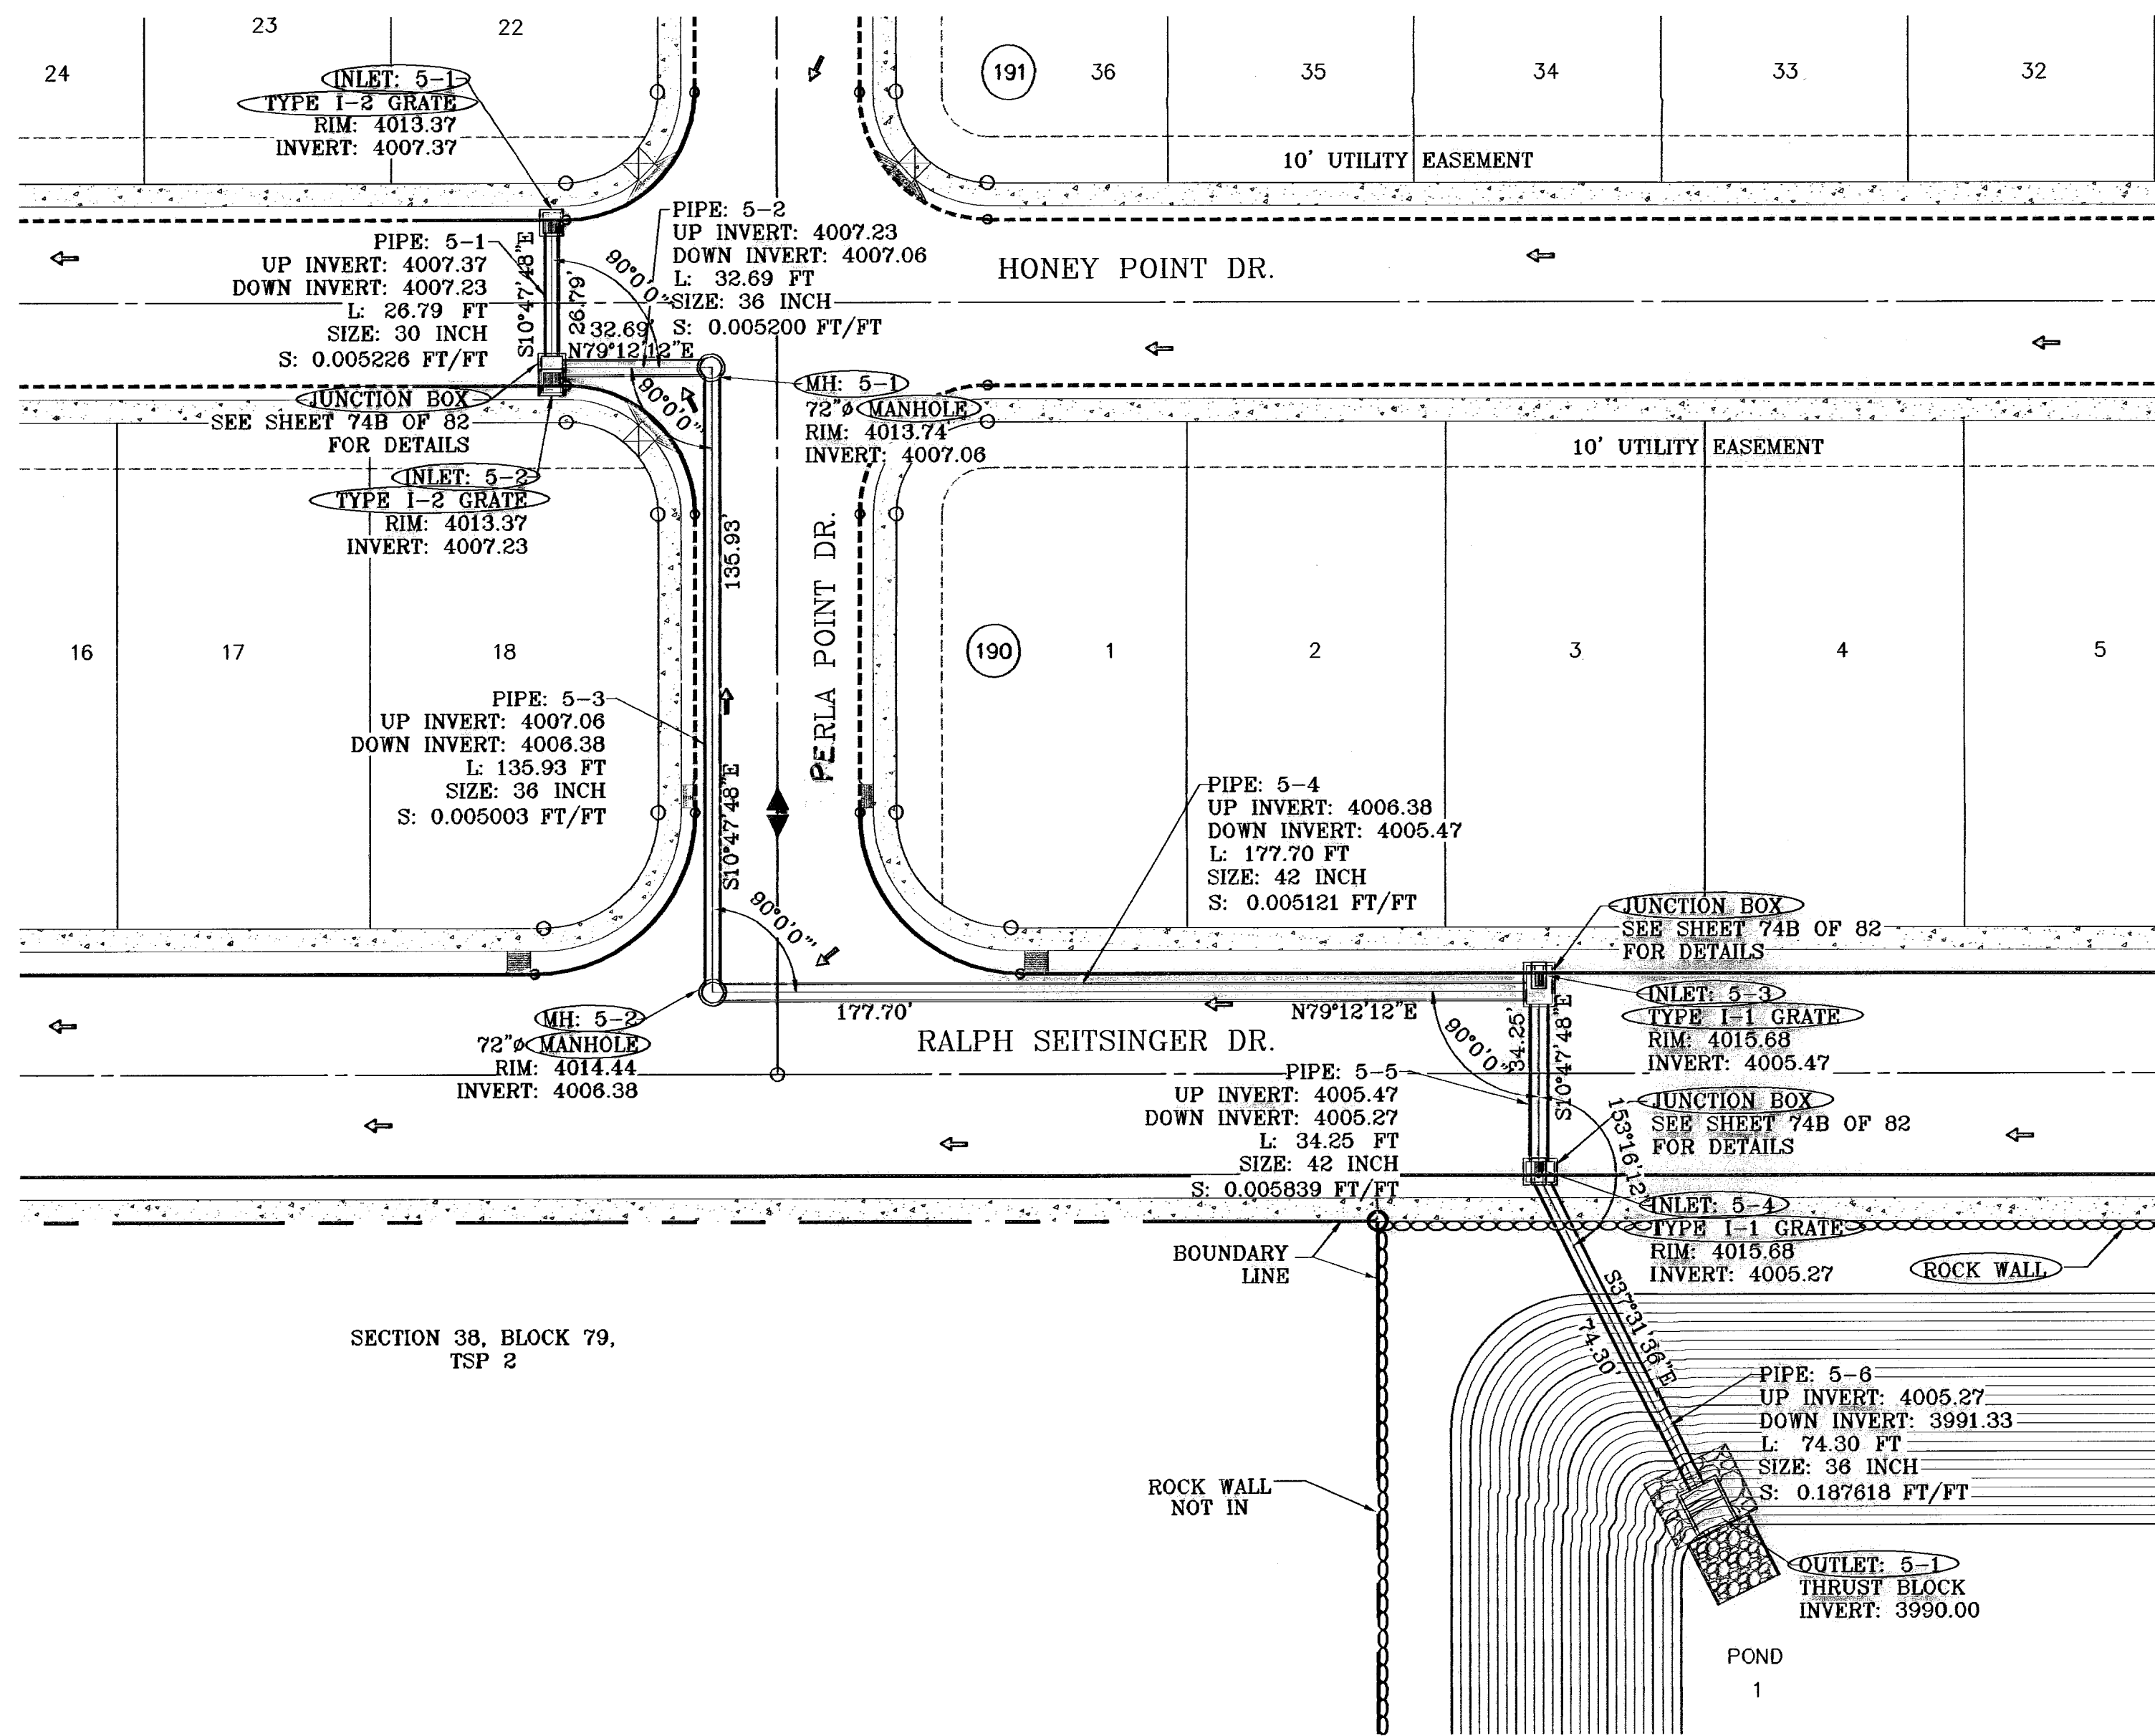 23
22
24
INLET: 5-1
TYPE I-2 GRATE
RIM: 4013.37
INVERT: 4007.37
191
36
35
34
33
32
10' UTILITY EASEMENT
PIPE: 5-1
UP INVERT: 4007.37
DOWN INVERT: 4007.23
L: 26.79 FT
SIZE: 30 INCH
S: 0.005226 FT/FT
S10°47'48"E
26.79'
90°0'0"
PIPE: 5-2
UP INVERT: 4007.23
DOWN INVERT: 4007.06
L: 32.69 FT
SIZE: 36 INCH
S: 0.005200 FT/FT
32.69'
N79°12'12"E
90°0'0"
HONEY POINT DR.
JUNCTION BOX
SEE SHEET 74B OF 82
FOR DETAILS
INLET: 5-2
TYPE I-2 GRATE
RIM: 4013.37
INVERT: 4007.23
MH: 5-1
72"Ø MANHOLE
RIM: 4013.74
INVERT: 4007.06
10' UTILITY EASEMENT
135.93'
PERLA POINT DR.
16
17
18
190
1
2
3
4
5
PIPE: 5-3
UP INVERT: 4007.06
DOWN INVERT: 4006.38
L: 135.93 FT
SIZE: 36 INCH
S: 0.005003 FT/FT
S10°47'48"E
90°0'0"
PIPE: 5-4
UP INVERT: 4006.38
DOWN INVERT: 4005.47
L: 177.70 FT
SIZE: 42 INCH
S: 0.005121 FT/FT
JUNCTION BOX
SEE SHEET 74B OF 82
FOR DETAILS
INLET: 5-3
TYPE I-1 GRATE
RIM: 4015.68
INVERT: 4005.47
MH: 5-2
72"Ø MANHOLE
RIM: 4014.44
INVERT: 4006.38
177.70'
N79°12'12"E
RALPH SEITSINGER DR.
90°0'0"
34.25'
S10°47'48"E
PIPE: 5-5
UP INVERT: 4005.47
DOWN INVERT: 4005.27
L: 34.25 FT
SIZE: 42 INCH
S: 0.005839 FT/FT
153°16'12"
JUNCTION BOX
SEE SHEET 74B OF 82
FOR DETAILS
INLET: 5-4
TYPE I-1 GRATE
RIM: 4015.68
INVERT: 4005.27
BOUNDARY
LINE
ROCK WALL
SECTION 38, BLOCK 79,
TSP 2
S37°31'36"E
74.30'
PIPE: 5-6
UP INVERT: 4005.27
DOWN INVERT: 3991.33
L: 74.30 FT
SIZE: 36 INCH
S: 0.187618 FT/FT
ROCK WALL
NOT IN
OUTLET: 5-1
THRUST BLOCK
INVERT: 3990.00
POND
1